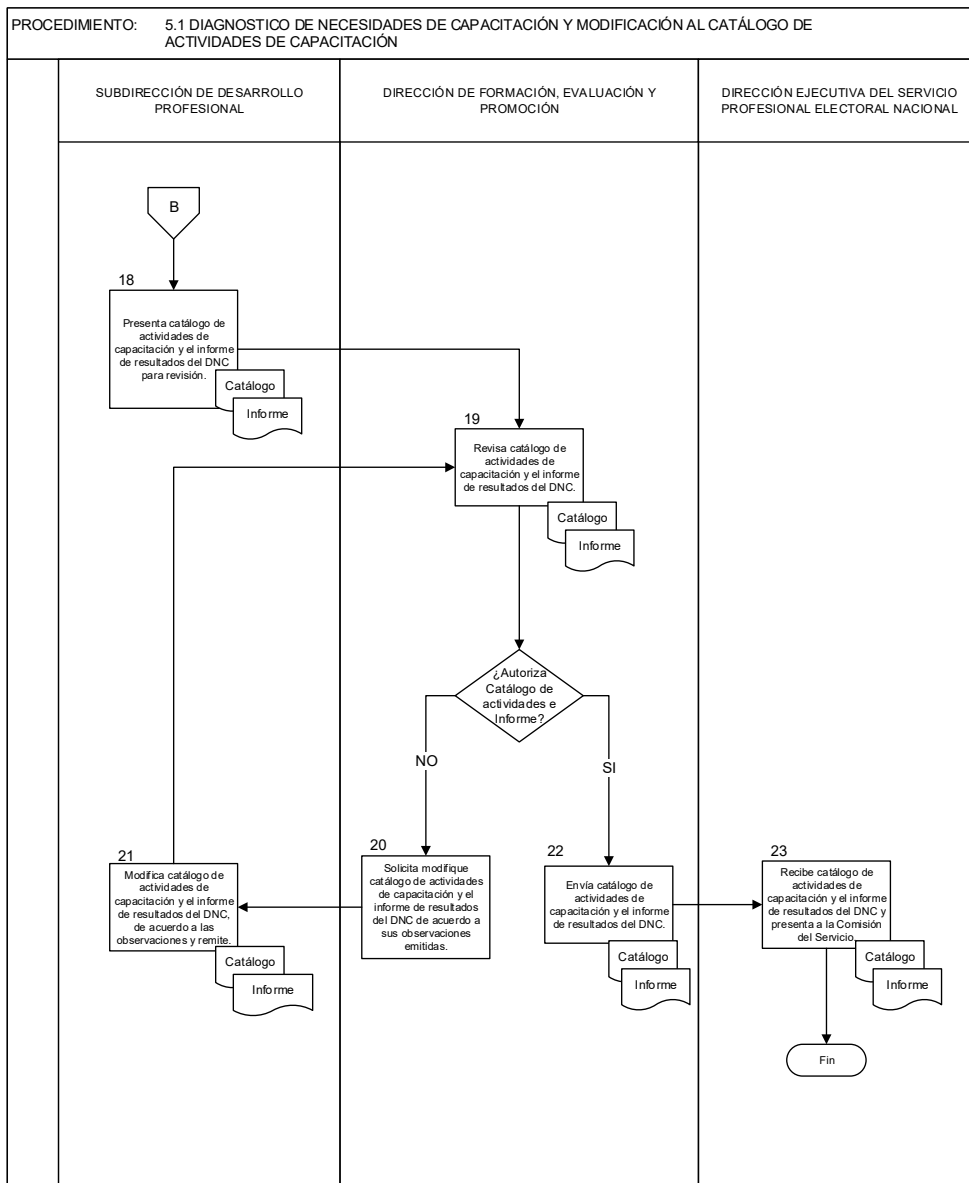 PROCEDIMIENTO: 5.1 DIAGNOSTICO DE NECESIDADES DE CAPACITACIÓN Y MODIFICACIÓN AL CATÁLOGO DE
ACTIVIDADES DE CAPACITACIÓN
SUBDIRECCIÓN DE DESARROLLO
PROFESIONAL
DIRECCIÓN DE FORMACIÓN, EVALUACIÓN Y
PROMOCIÓN
DIRECCIÓN EJECUTIVA DEL SERVICIO
PROFESIONAL ELECTORAL NACIONAL
B
18
Presenta catálogo de
actividades de
capacitación y el informe
de resultados del DNC
para revisión.
Catálogo
Informe
19
Revisa catálogo de
actividades de
capacitación y el informe
de resultados del DNC.
Catálogo
Informe
¿Autoriza
Catálogo de
actividades e
Informe?
NO
SI
21
Modifica catálogo de
actividades de
capacitación y el informe
de resultados del DNC,
de acuerdo a las
observaciones y remite.
Catálogo
Informe
20
Solicita modifique
catálogo de actividades
de capacitación y el
informe de resultados
del DNC de acuerdo a
sus observaciones
emitidas.
22
Envía catálogo de
actividades de
capacitación y el informe
de resultados del DNC.
Catálogo
Informe
23
Recibe catálogo de
actividades de
capacitación y el informe
de resultados del DNC y
presenta a la Comisión
del Servicio.
Catálogo
Informe
Fin